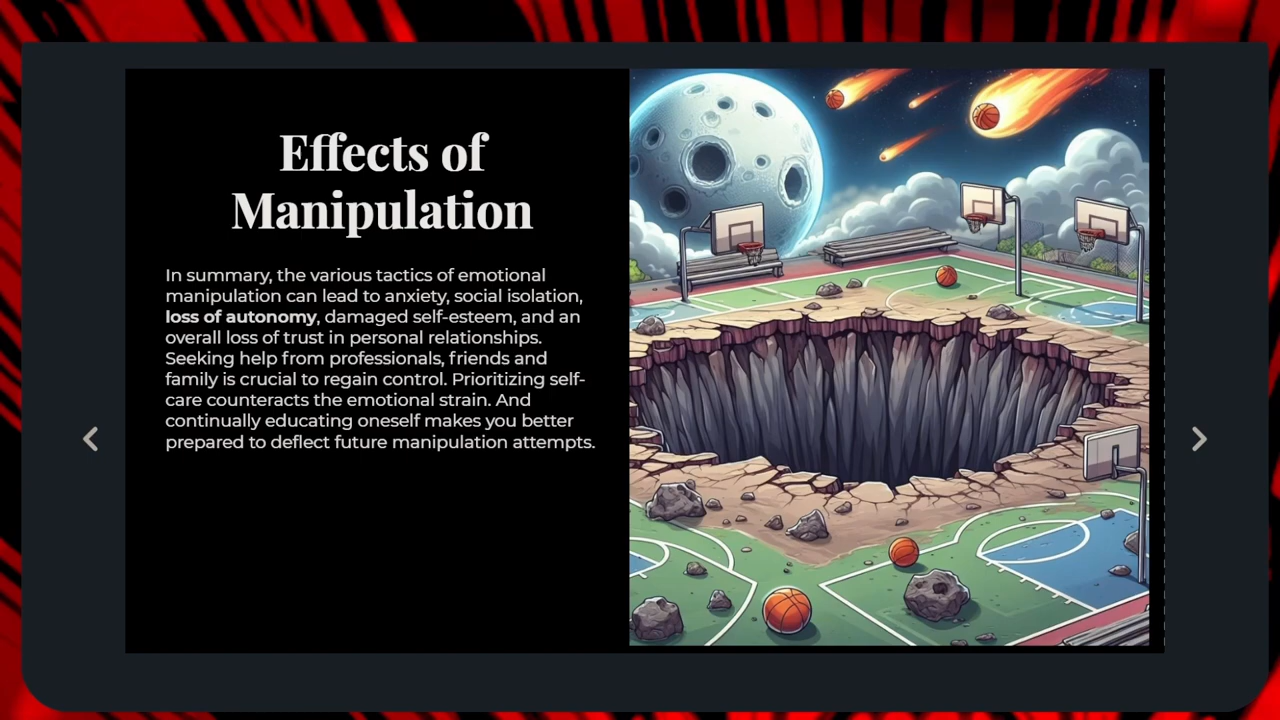 Effects of
Manipulation
In summary, the various tactics of emotional
manipulation can lead to anxiety, social isolation,
loss of autonomy, damaged self-esteem, and an
overall loss of trust in personal relationships.
Seeking help from professionals, friends and
family is crucial to regain control. Prioritizing self-
care counteracts the emotional strain. And
continually educating oneself makes you better
prepared to deflect future manipulation attempts.